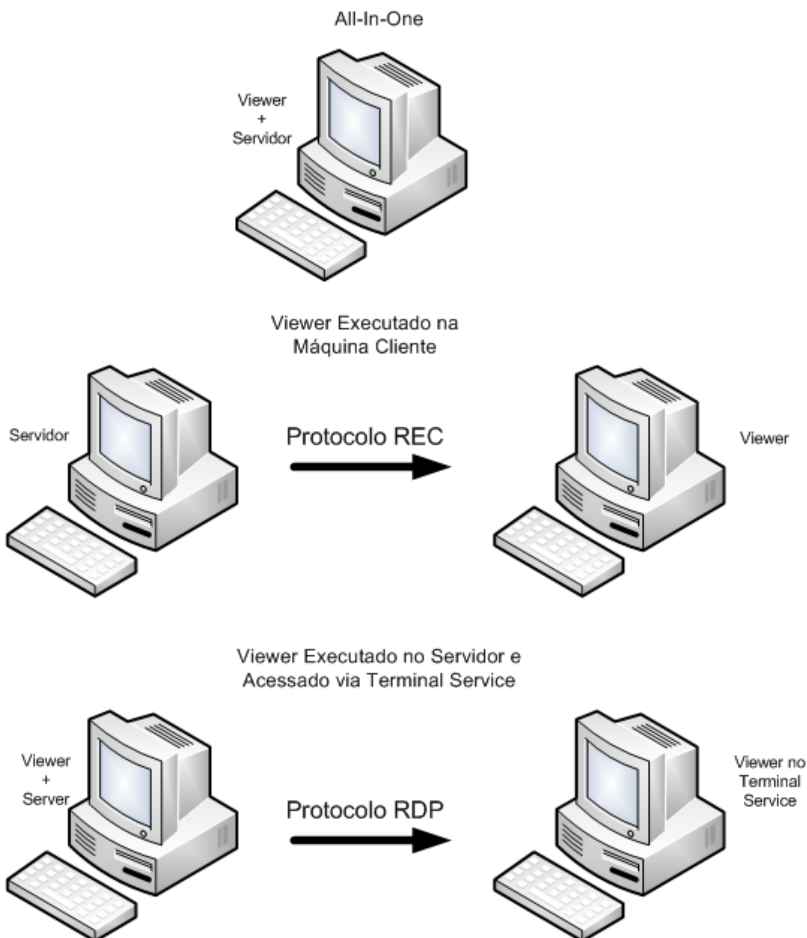 All-In-One
Viewer
+
Servidor
Viewer Executado na
Máquina Cliente
Servidor
Protocolo REC
Viewer
Viewer Executado no Servidor e
Acessado via Terminal Service
Viewer
+
Server
Protocolo RDP
Viewer no
Terminal
Service